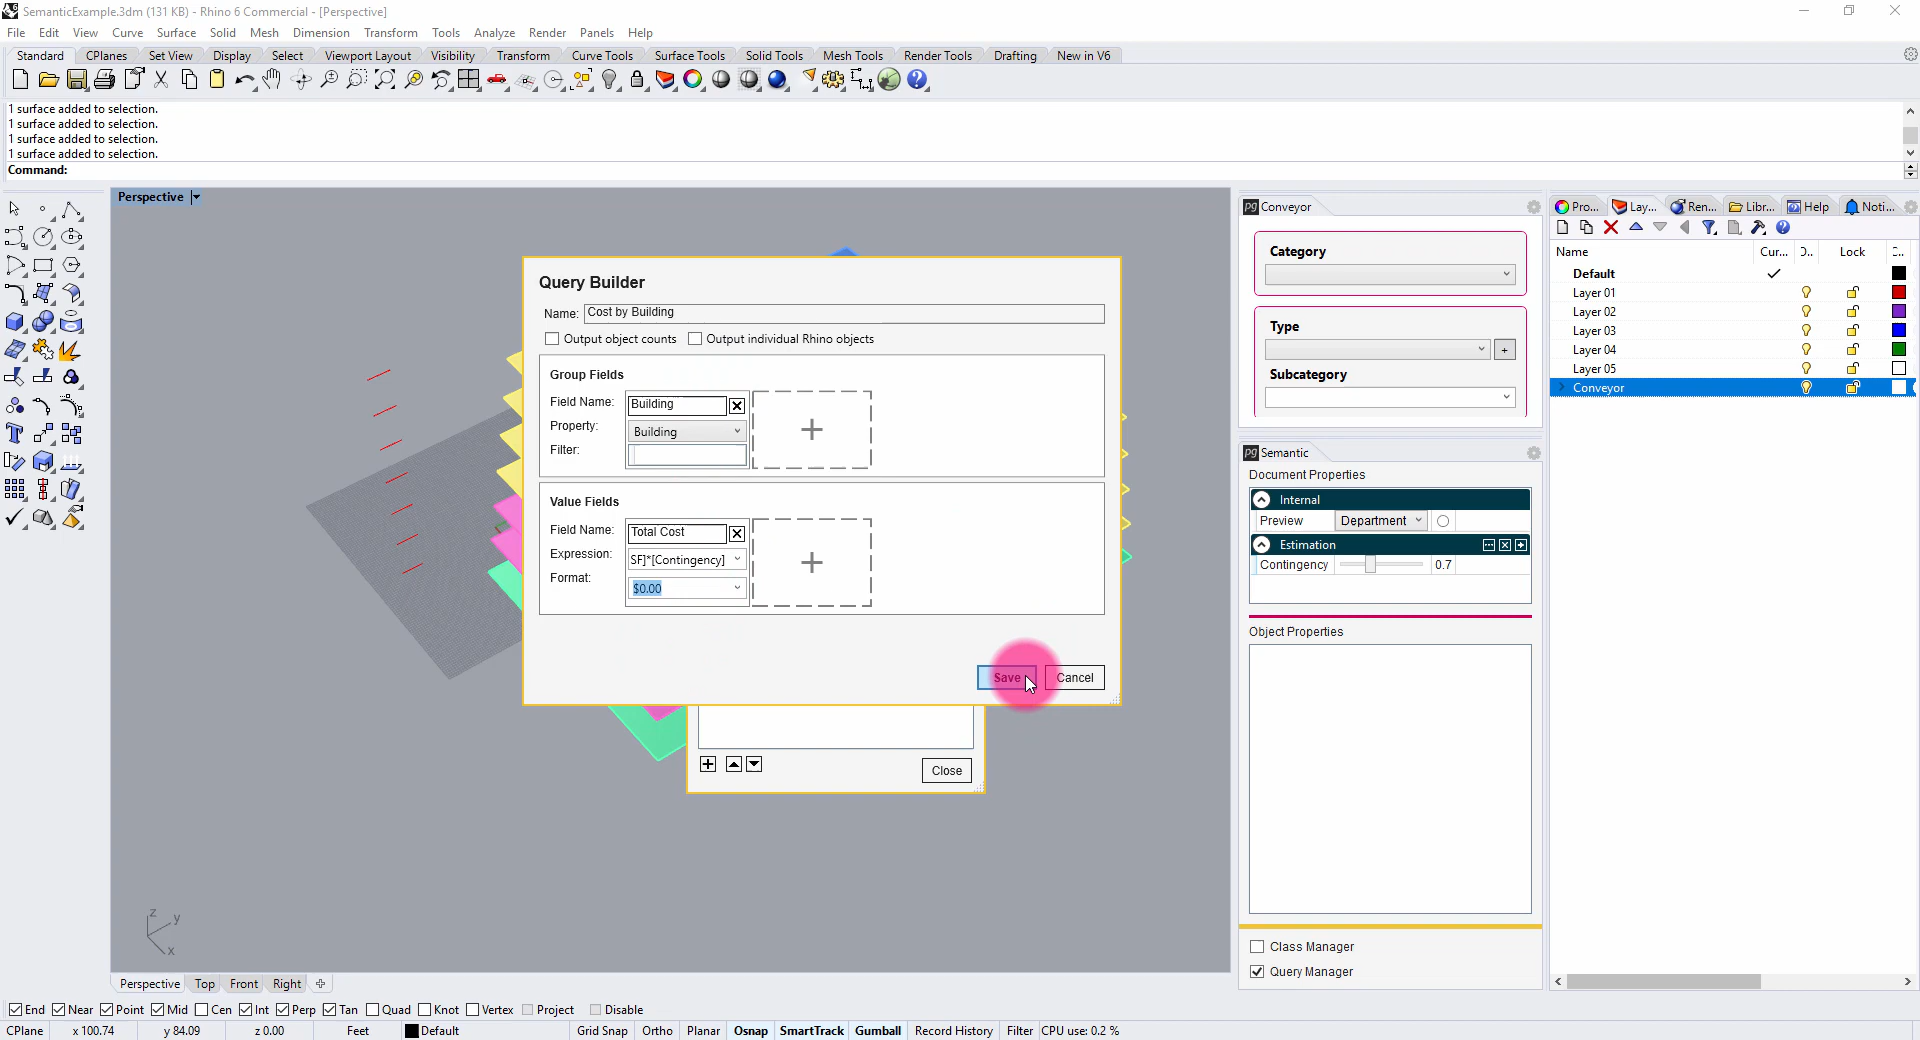 SemanticExample.3dm (131 KB) - Rhino 6 Commercial - [Perspective]
File Edit View Curve Surface Solid Mesh Dimension Transform Tools Analyze Render Panels Help
Standard CPlanes Set View Display Select Viewport Layout Visibility Transform Curve Tools Surface Tools Solid Tools Mesh Tools Render Tools Drafting New in V6
1 surface added to selection.
1 surface added to selection.
1 surface added to selection.
1 surface added to selection.
Command:
Perspective
pg Conveyor
Category
Type
+
Subcategory
Pro... Lay... Ren... Libr... Help Noti...
Name Cur... Lock
Default
Layer 01
Layer 02
Layer 03
Layer 04
Layer 05
Conveyor
Query Builder
Name: Cost by Building
Output object counts Output individual Rhino objects
Group Fields
Field Name: Building
Property: Building
Filter:
Value Fields
Field Name: Total Cost
Expression: SF]*[Contingency]
Format: $0.00
Save Cancel
Close
pg Semantic
Document Properties
Internal
Preview Department
Estimation
Contingency 0.7
Object Properties
Class Manager
Query Manager
z
y
x
Perspective Top Front Right
End Near Point Mid Cen Int Perp Tan Quad Knot Vertex Project Disable
CPlane x 100.74 y 84.09 z 0.00 Feet Default Grid Snap Ortho Planar Osnap SmartTrack Gumball Record History Filter CPU use: 0.2 %